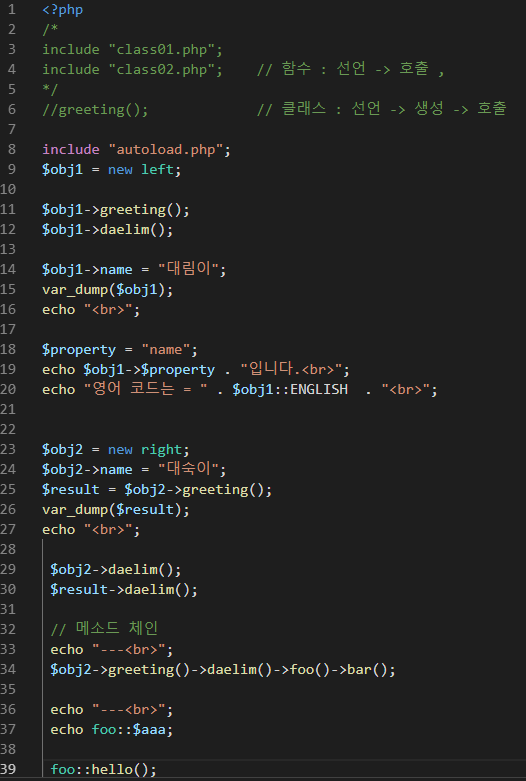 1 <?php
2 /*
3 include "class01.php";
4 include "class02.php";    // 함수 : 선언 -> 호출 ,
5 */
6 //greeting();             // 클래스 : 선언 -> 생성 -> 호출
7
8 include "autoload.php";
9 $obj1 = new left;
10
11 $obj1->greeting();
12 $obj1->daelim();
13
14 $obj1->name = "대림이";
15 var_dump($obj1);
16 echo "<br>";
17
18 $property = "name";
19 echo $obj1->$property . "입니다.<br>";
20 echo "영어 코드는 = " . $obj1::ENGLISH  . "<br>";
21
22
23 $obj2 = new right;
24 $obj2->name = "대숙이";
25 $result = $obj2->greeting();
26 var_dump($result);
27 echo "<br>";
28
29  $obj2->daelim();
30  $result->daelim();
31
32  // 메소드 체인
33  echo "---<br>";
34  $obj2->greeting()->daelim()->foo()->bar();
35
36  echo "---<br>";
37  echo foo::$aaa;
38
39  foo::hello();